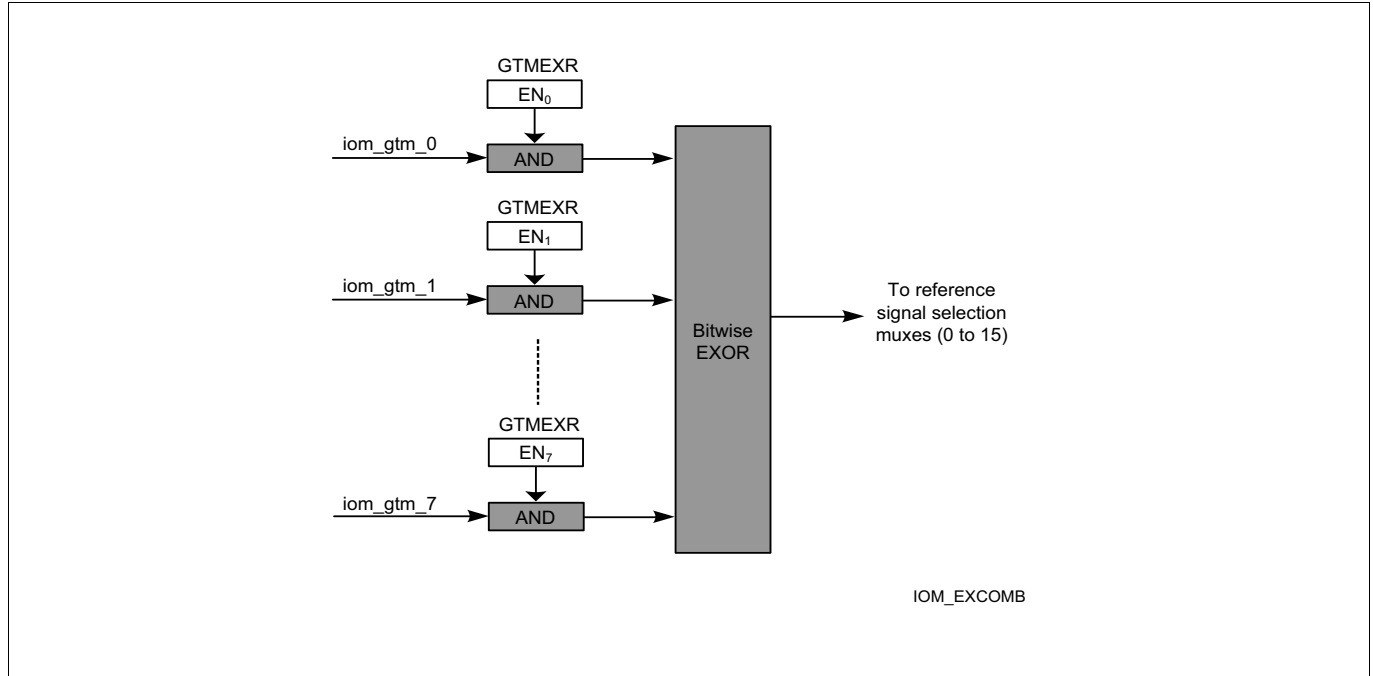 GTMEXR
EN₀
iom_gtm_0
AND
GTMEXR
EN₁
iom_gtm_1
AND
To reference
signal selection
muxes (0 to 15)
Bitwise
EXOR
GTMEXR
EN₇
iom_gtm_7
AND
IOM_EXCOMB